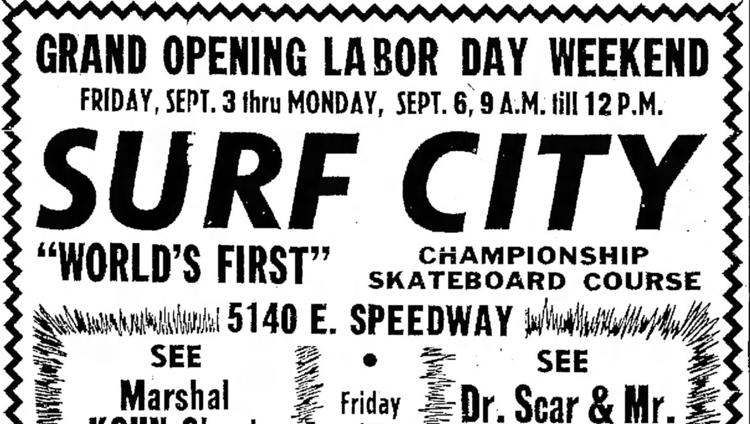 GRAND OPENING LABOR DAY WEEKEND
FRIDAY, SEPT. 3 thru MONDAY, SEPT. 6, 9 A.M. till 12 P.M.
SURF CITY
"WORLD'S FIRST"
CHAMPIONSHIP
SKATEBOARD COURSE
5140 E. SPEEDWAY
SEE
Marshal
•
Friday
SEE
Dr. Scar & Mr.